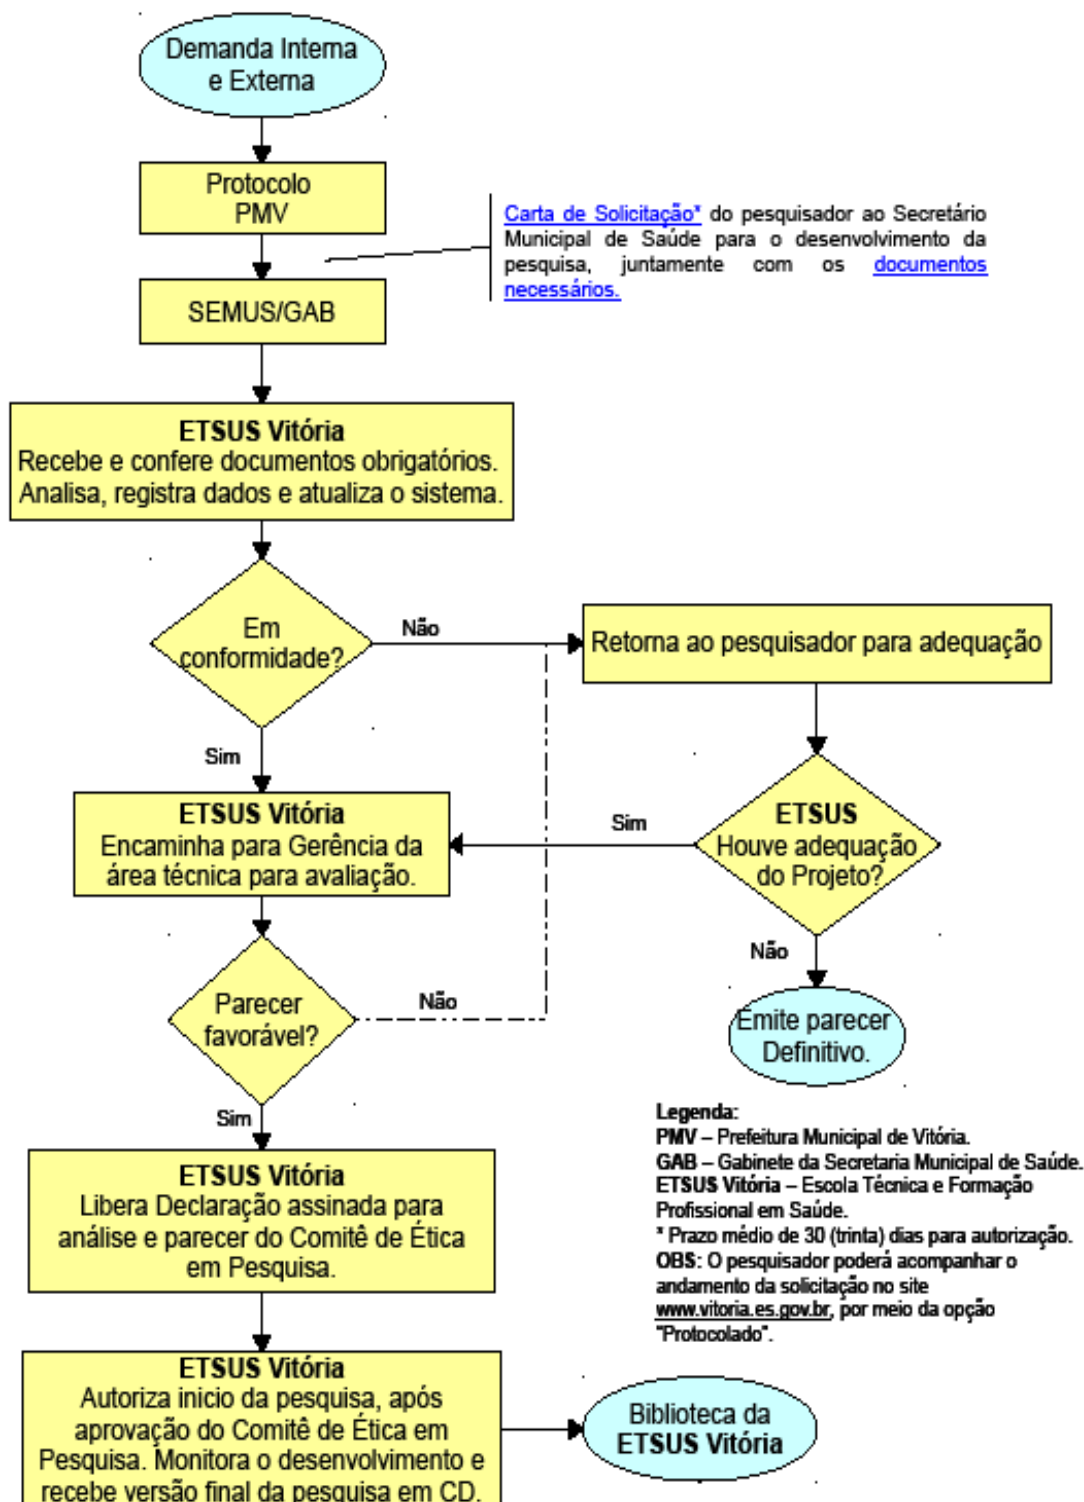 Demanda Interna
e Externa
Protocolo
PMV
Carta de Solicitação* do pesquisador ao Secretário
Municipal de Saúde para o desenvolvimento da
pesquisa, juntamente com os documentos
necessários.
SEMUS/GAB
ETSUS Vitória
Recebe e confere documentos obrigatórios.
Analisa, registra dados e atualiza o sistema.
Em
conformidade?
Não
Retorna ao pesquisador para adequação
Sim
ETSUS Vitória
Encaminha para Gerência da
área técnica para avaliação.
Sim
ETSUS
Houve adequação
do Projeto?
Não
Emite parecer
Definitivo.
Parecer
favorável?
Não
Sim
ETSUS Vitória
Libera Declaração assinada para
análise e parecer do Comitê de Ética
em Pesquisa.
Legenda:
PMV – Prefeitura Municipal de Vitória.
GAB – Gabinete da Secretaria Municipal de Saúde.
ETSUS Vitória – Escola Técnica e Formação
Profissional em Saúde.
* Prazo médio de 30 (trinta) dias para autorização.
OBS: O pesquisador poderá acompanhar o
andamento da solicitação no site
www.vitoria.es.gov.br, por meio da opção
"Protocolado".
ETSUS Vitória
Autoriza inicio da pesquisa, após
aprovação do Comitê de Ética em
Pesquisa. Monitora o desenvolvimento e
recebe versão final da pesquisa em CD.
Biblioteca da
ETSUS Vitória